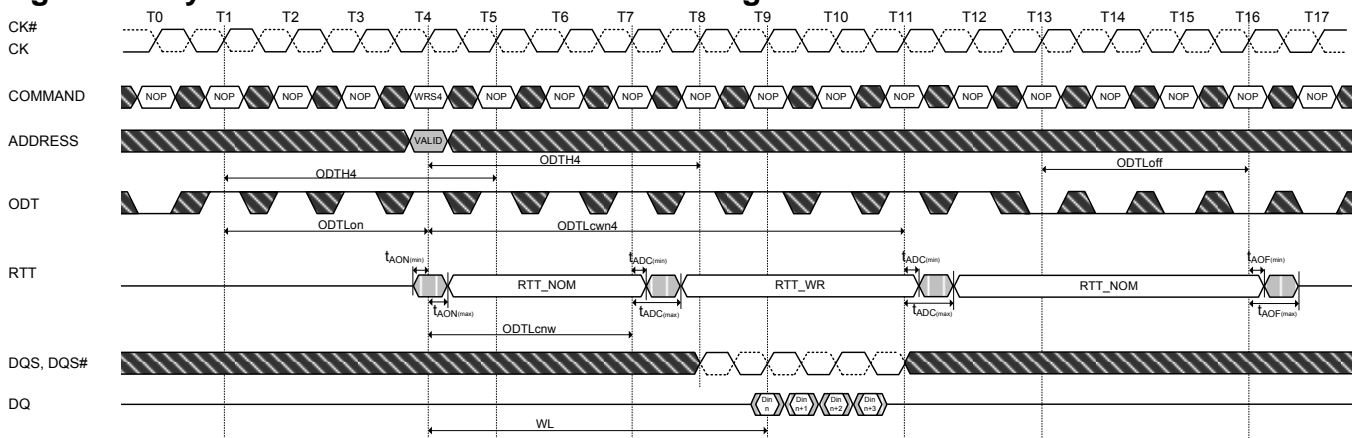 T0 T1 T2 T3 T4 T5 T6 T7 T8 T9 T10 T11 T12 T13 T14 T15 T16 T17
CK#
CK
COMMAND NOP NOP NOP NOP WRS4 NOP NOP NOP NOP NOP NOP NOP NOP NOP NOP NOP NOP NOP
ADDRESS VALID
ODTH4 ODTLoff
ODTH4
ODT
ODTLon ODTLcwn4
tAON(min) tADC(min) tADC(min) tAOF(min)
RTT RTT_NOM RTT_WR RTT_NOM
tAON(max) tADC(max) tADC(max) tAOF(max)
ODTLcnw
DQS, DQS#
DQ Din n Din n+1 Din n+2 Din n+3
WL